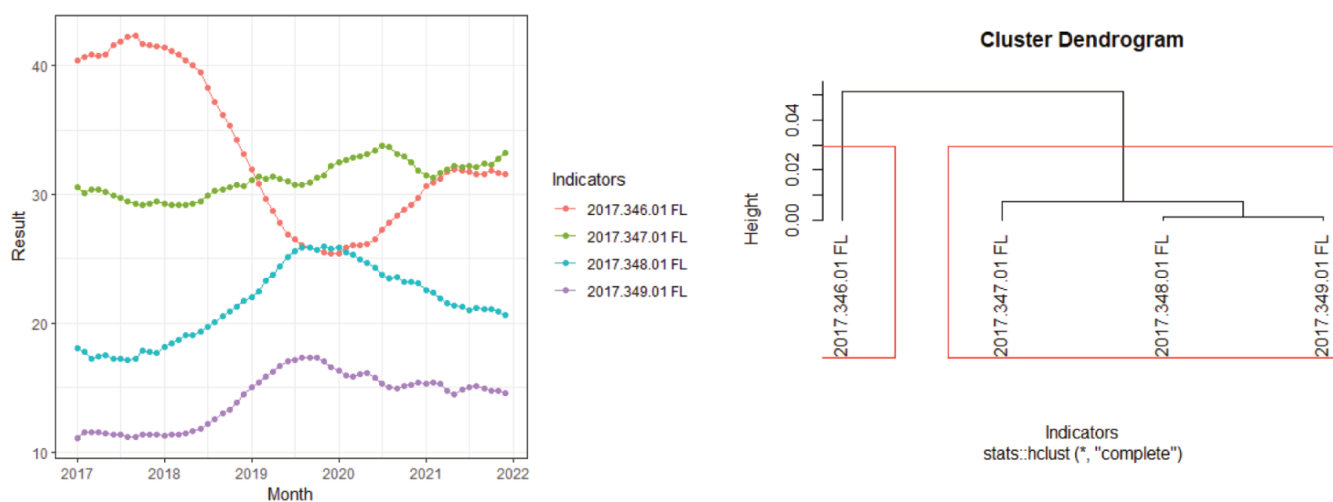 40
30
20
10
Result
2017
2018
2019
2020
2021
2022
Month
Indicators
2017.346.01 FL
2017.347.01 FL
2017.348.01 FL
2017.349.01 FL
Cluster Dendrogram
Height
0.04
0.02
0.00
2017.346.01 FL
2017.347.01 FL
2017.348.01 FL
2017.349.01 FL
Indicators
stats::hclust (*, "complete")